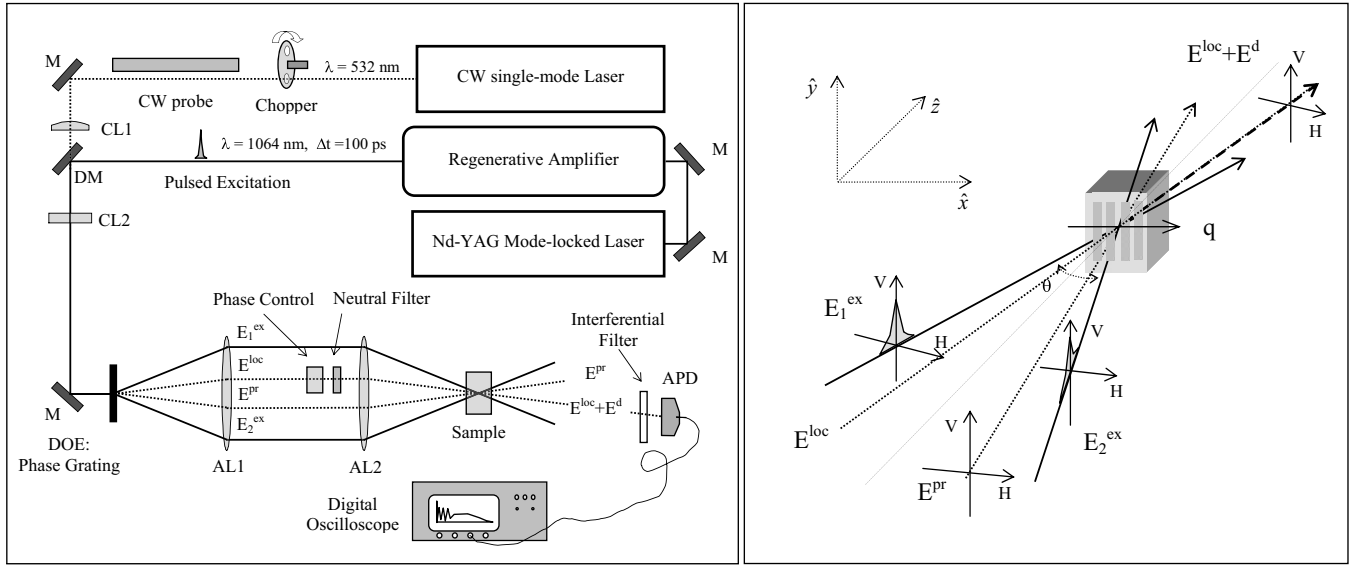 M
λ = 532 nm
CW single-mode Laser
CW probe
Chopper
CL1
λ = 1064 nm, Δt=100 ps
Regenerative Amplifier
M
DM
Pulsed Excitation
CL2
Nd-YAG Mode-locked Laser
M
Phase Control
Neutral Filter
E₁ᵉˣ
Interferential
Filter
Eˡᵒᶜ
Eᵖʳ
APD
Eᵖʳ
Eˡᵒᶜ+Eᵈ
M
E₂ᵉˣ
Sample
DOE:
Phase Grating
AL1
AL2
Digital
Oscilloscope
Eˡᵒᶜ+Eᵈ
V
H
ŷ
ẑ
x̂
q
θ
E₁ᵉˣ
V
H
V
H
E₂ᵉˣ
Eˡᵒᶜ
V
H
Eᵖʳ